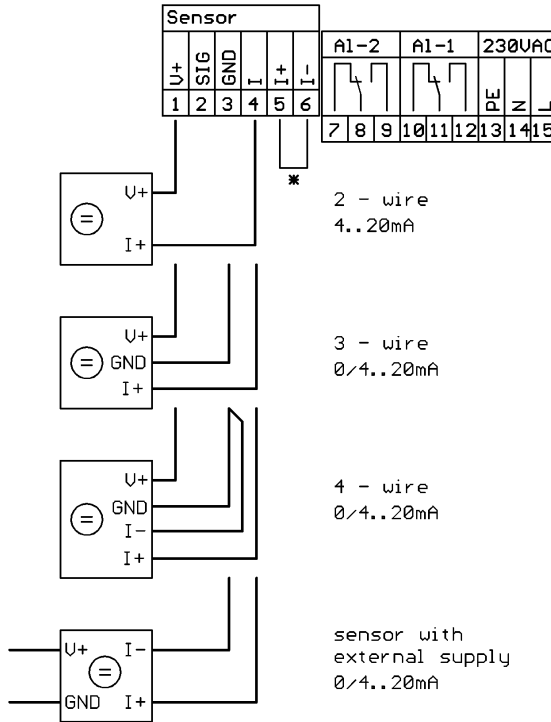 Sensor
V+ SIG GND I I+ I-
1 2 3 4 5 6
Al-2 Al-1 230VAC
PE N L
7 8 9 10 11 12 13 14 15
*
V+
I+
2 - wire
4..20mA
V+
GND
I+
3 - wire
0/4..20mA
V+
GND
I-
I+
4 - wire
0/4..20mA
V+ I-
GND I+
sensor with
external supply
0/4..20mA